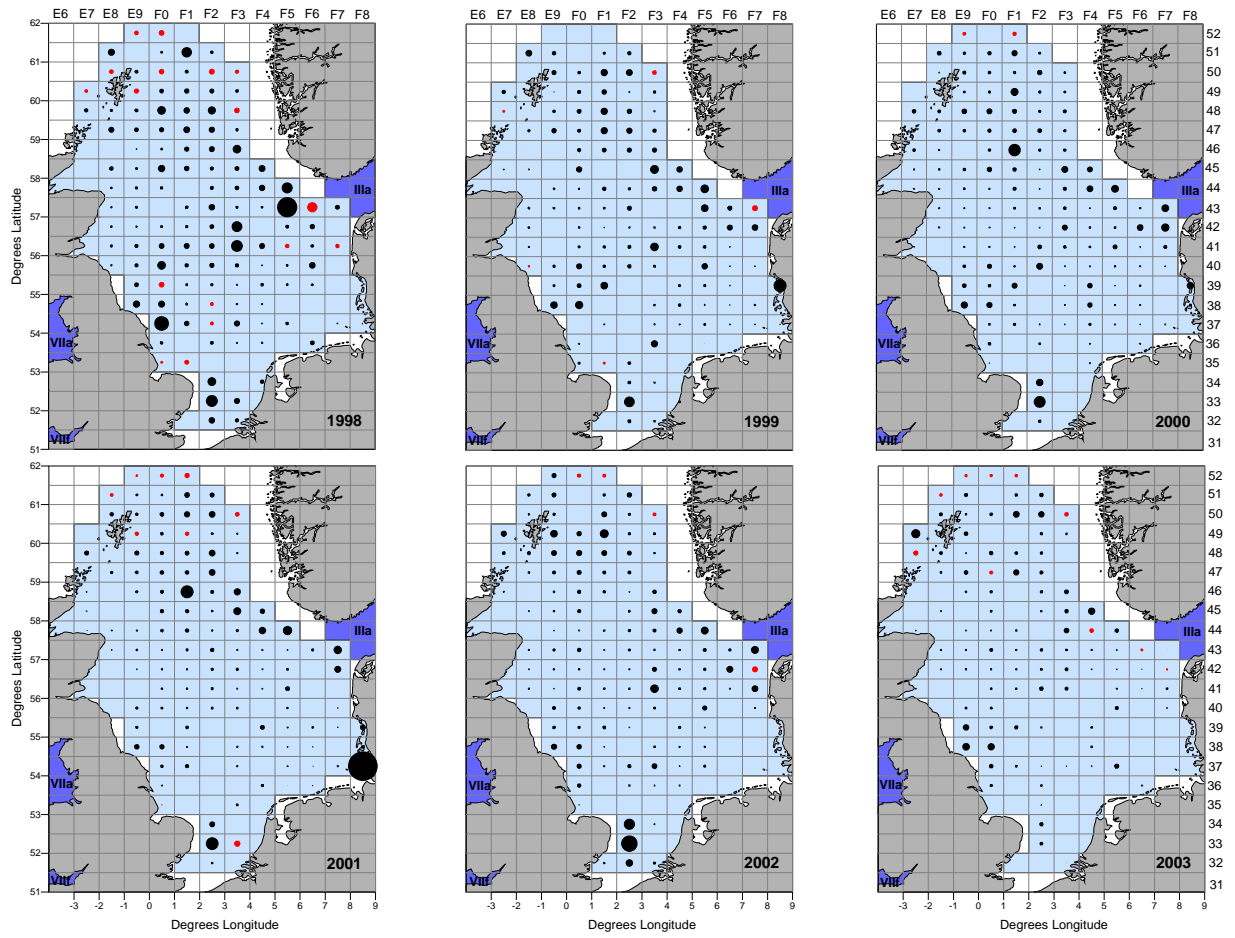 E6 E7 E8 E9 F0 F1 F2 F3 F4 F5 F6 F7 F8
E6 E7 E8 E9 F0 F1 F2 F3 F4 F5 F6 F7 F8
E6 E7 E8 E9 F0 F1 F2 F3 F4 F5 F6 F7 F8
62
61
60
59
58
57
56
55
54
53
52
51
Degrees Latitude
IIIa
VIIa
VIIf
1998
IIIa
VIIa
VIIf
1999
IIIa
VIIa
VIIf
2000
52
51
50
49
48
47
46
45
44
43
42
41
40
39
38
37
36
35
34
33
32
31
62
61
60
59
58
57
56
55
54
53
52
51
Degrees Latitude
IIIa
VIIa
VIIf
2001
IIIa
VIIa
VIIf
2002
IIIa
VIIa
VIIf
2003
52
51
50
49
48
47
46
45
44
43
42
41
40
39
38
37
36
35
34
33
32
31
-3 -2 -1 0 1 2 3 4 5 6 7 8 9
-3 -2 -1 0 1 2 3 4 5 6 7 8 9
-3 -2 -1 0 1 2 3 4 5 6 7 8 9
Degrees Longitude
Degrees Longitude
Degrees Longitude